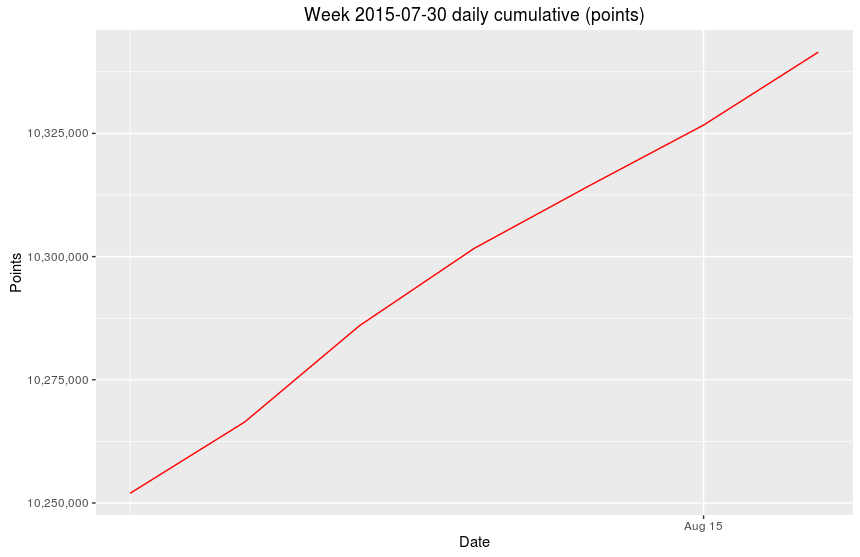 Week 2015-07-30 daily cumulative (points)
10,325,000
10,300,000
10,275,000
10,250,000
Points
Aug 15
Date